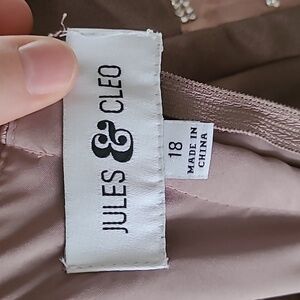 JULES & CLEO
18
MADE IN
CHINA